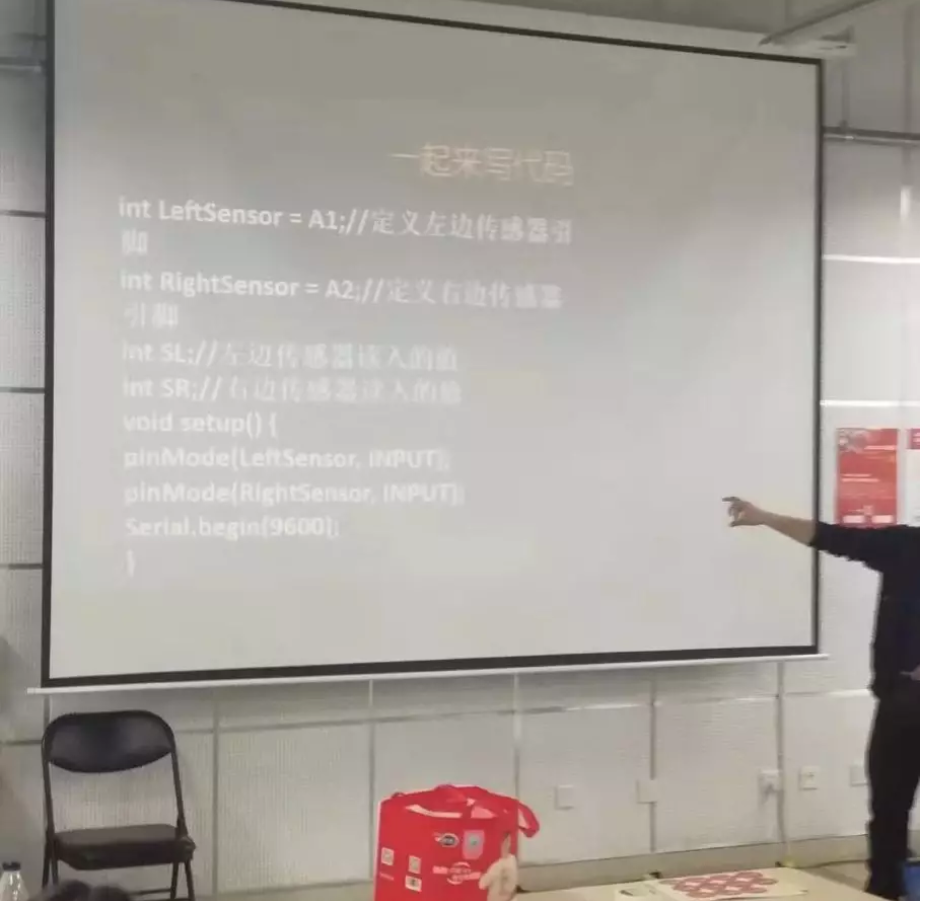 一起来写代码
int LeftSensor = A1;//定义左边传感器引
脚
int RightSensor = A2;//定义右边传感器
引脚
int SL;//左边传感器读入的值
int SR;//右边传感器读入的值
void setup() {
pinMode(LeftSensor, INPUT);
pinMode(RightSensor, INPUT);
Serial.begin(9600);
}